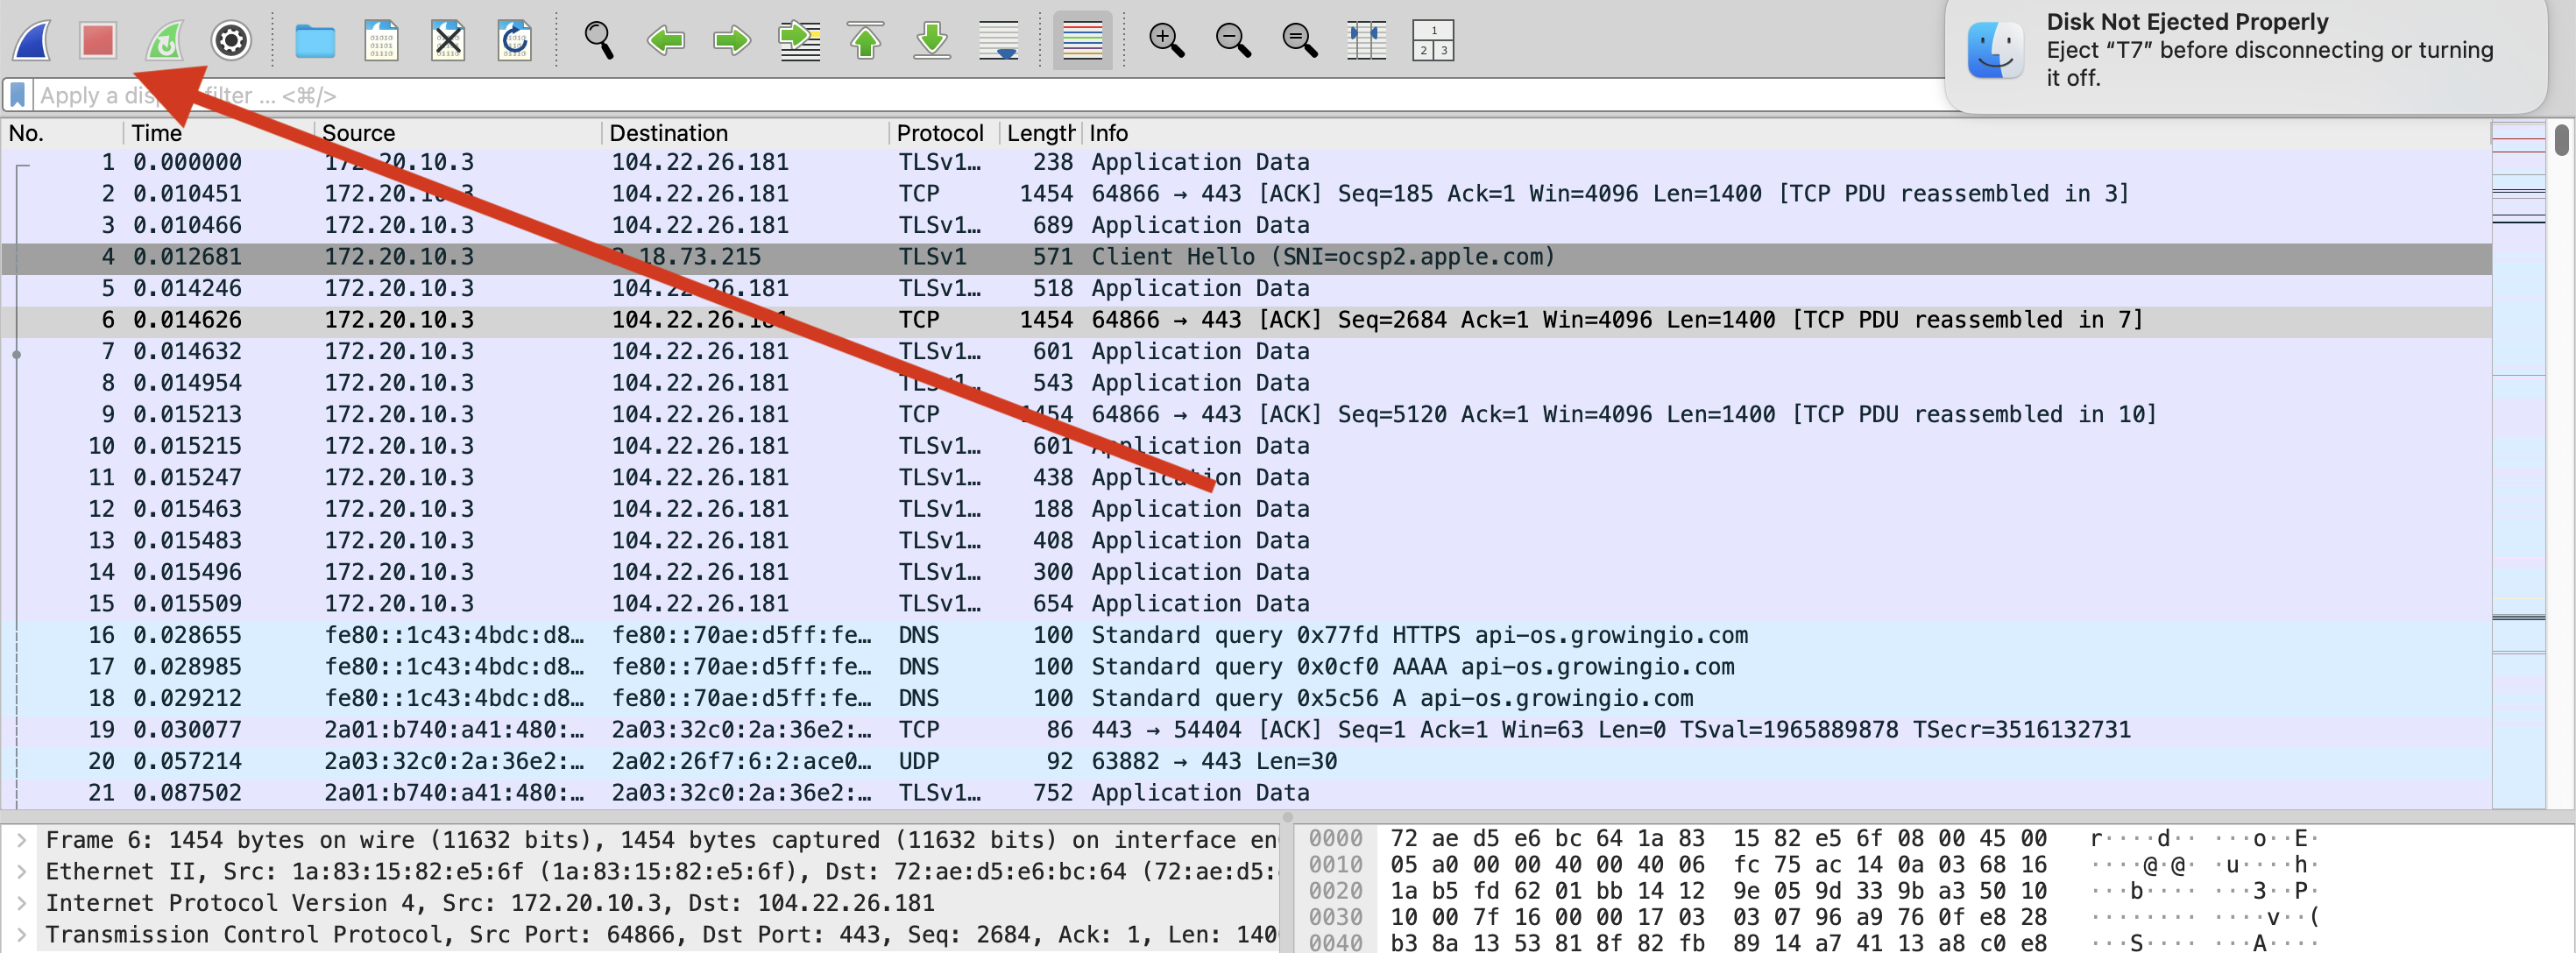 Disk Not Ejected Properly
Eject “T7” before disconnecting or turning
it off.
1
2 3
Apply a filter ... <⌘/>
No. Time Source Destination Protocol Length Info
1 0.000000 172.20.10.3 104.22.26.181 TLSv1… 238 Application Data
2 0.010451 172.20.10.3 104.22.26.181 TCP 1454 64866 → 443 [ACK] Seq=185 Ack=1 Win=4096 Len=1400 [TCP PDU reassembled in 3]
3 0.010466 172.20.10.3 104.22.26.181 TLSv1… 689 Application Data
4 0.012681 172.20.10.3 18.73.215 TLSv1 571 Client Hello (SNI=ocsp2.apple.com)
5 0.014246 172.20.10.3 104.22.26.181 TLSv1… 518 Application Data
6 0.014626 172.20.10.3 104.22.26.181 TCP 1454 64866 → 443 [ACK] Seq=2684 Ack=1 Win=4096 Len=1400 [TCP PDU reassembled in 7]
7 0.014632 172.20.10.3 104.22.26.181 TLSv1… 601 Application Data
8 0.014954 172.20.10.3 104.22.26.181 TLSv1… 543 Application Data
9 0.015213 172.20.10.3 104.22.26.181 TCP 1454 64866 → 443 [ACK] Seq=5120 Ack=1 Win=4096 Len=1400 [TCP PDU reassembled in 10]
10 0.015215 172.20.10.3 104.22.26.181 TLSv1… 601 Application Data
11 0.015247 172.20.10.3 104.22.26.181 TLSv1… 438 Application Data
12 0.015463 172.20.10.3 104.22.26.181 TLSv1… 188 Application Data
13 0.015483 172.20.10.3 104.22.26.181 TLSv1… 408 Application Data
14 0.015496 172.20.10.3 104.22.26.181 TLSv1… 300 Application Data
15 0.015509 172.20.10.3 104.22.26.181 TLSv1… 654 Application Data
16 0.028655 fe80::1c43:4bdc:d8… fe80::70ae:d5ff:fe… DNS 100 Standard query 0x77fd HTTPS api-os.growingio.com
17 0.028985 fe80::1c43:4bdc:d8… fe80::70ae:d5ff:fe… DNS 100 Standard query 0x0cf0 AAAA api-os.growingio.com
18 0.029212 fe80::1c43:4bdc:d8… fe80::70ae:d5ff:fe… DNS 100 Standard query 0x5c56 A api-os.growingio.com
19 0.030077 2a01:b740:a41:480:… 2a03:32c0:2a:36e2:… TCP 86 443 → 54404 [ACK] Seq=1 Ack=1 Win=63 Len=0 TSval=1965889878 TSecr=3516132731
20 0.057214 2a03:32c0:2a:36e2:… 2a02:26f7:6:2:ace0… UDP 92 63882 → 443 Len=30
21 0.087502 2a01:b740:a41:480:… 2a03:32c0:2a:36e2:… TLSv1… 752 Application Data
Frame 6: 1454 bytes on wire (11632 bits), 1454 bytes captured (11632 bits) on interface en
Ethernet II, Src: 1a:83:15:82:e5:6f (1a:83:15:82:e5:6f), Dst: 72:ae:d5:e6:bc:64 (72:ae:d5:
Internet Protocol Version 4, Src: 172.20.10.3, Dst: 104.22.26.181
Transmission Control Protocol, Src Port: 64866, Dst Port: 443, Seq: 2684, Ack: 1, Len: 140
0000 72 ae d5 e6 bc 64 1a 83 15 82 e5 6f 08 00 45 00 r····d·· ···o··E·
0010 05 a0 00 00 40 00 40 06 fc 75 ac 14 0a 03 68 16 ····@·@· ·u····h·
0020 1a b5 fd 62 01 bb 14 12 9e 05 9d 33 9b a3 50 10 ···b···· ···3··P·
0030 10 00 7f 16 00 00 17 03 03 07 96 a9 76 0f e8 28 ········ ····v··(
0040 b3 8a 13 53 81 8f 82 fb 89 14 a7 41 13 a8 c0 e8 ···S···· ···A····